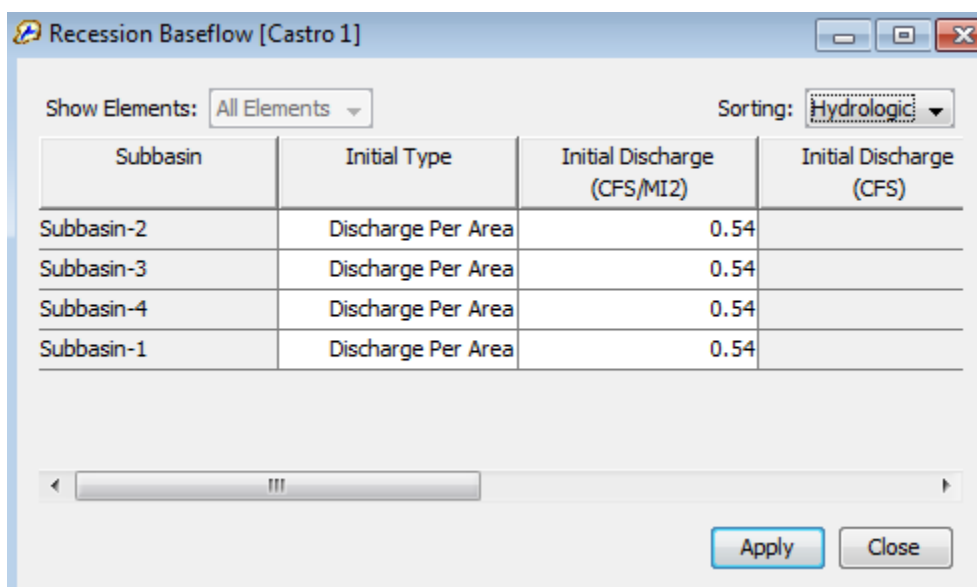 Recession Baseflow [Castro 1]
Show Elements: All Elements Sorting: Hydrologic
Subbasin Initial Type Initial Discharge (CFS/MI2) Initial Discharge (CFS)
Subbasin-2 Discharge Per Area 0.54
Subbasin-3 Discharge Per Area 0.54
Subbasin-4 Discharge Per Area 0.54
Subbasin-1 Discharge Per Area 0.54
Apply Close